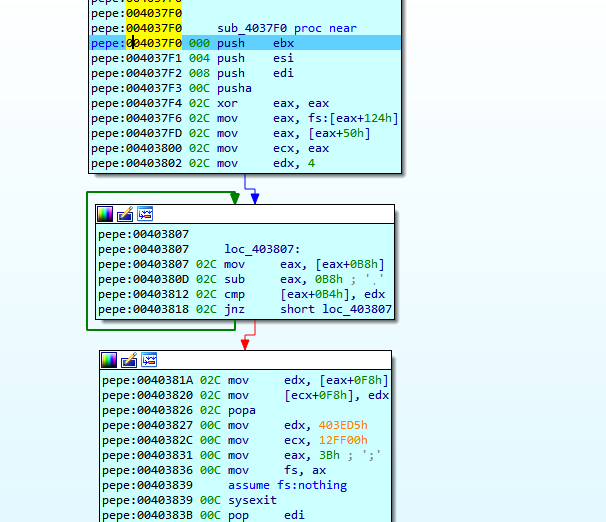 pepe:004037F0
pepe:004037F0
pepe:004037F0 sub_4037F0 proc near
pepe:004037F0 000 push ebx
pepe:004037F1 004 push esi
pepe:004037F2 008 push edi
pepe:004037F3 00C pusha
pepe:004037F4 02C xor eax, eax
pepe:004037F6 02C mov eax, fs:[eax+124h]
pepe:004037FD 02C mov eax, [eax+50h]
pepe:00403800 02C mov ecx, eax
pepe:00403802 02C mov edx, 4
pepe:00403807
pepe:00403807 loc_403807:
pepe:00403807 02C mov eax, [eax+0B8h]
pepe:0040380D 02C sub eax, 0B8h ; '.'
pepe:00403812 02C cmp [eax+0B4h], edx
pepe:00403818 02C jnz short loc_403807
pepe:0040381A 02C mov edx, [eax+0F8h]
pepe:00403820 02C mov [ecx+0F8h], edx
pepe:00403826 02C popa
pepe:00403827 00C mov edx, 403ED5h
pepe:0040382C 00C mov ecx, 12FF00h
pepe:00403831 00C mov eax, 3Bh ; ';'
pepe:00403836 00C mov fs, ax
pepe:00403839 assume fs:nothing
pepe:00403839 00C sysexit
pepe:0040383B 00C pop edi